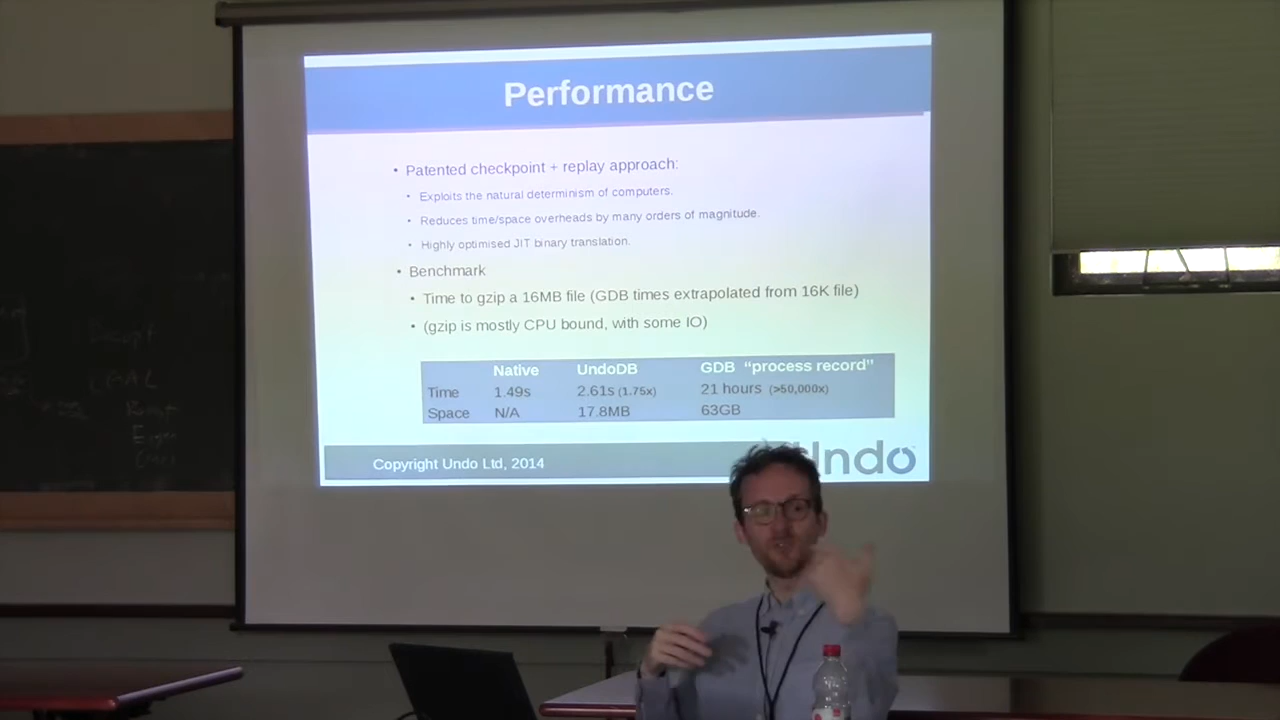 Performance
• Patented checkpoint + replay approach:
• Exploits the natural determinism of computers.
• Reduces time/space overheads by many orders of magnitude.
• Highly optimised JIT binary translation.
• Benchmark
• Time to gzip a 16MB file (GDB times extrapolated from 16K file)
• (gzip is mostly CPU bound, with some IO)
Native UndoDB GDB “process record”
Time 1.49s 2.61s (1.75x) 21 hours (>50,000x)
Space N/A 17.8MB 63GB
Copyright Undo Ltd, 2014
Undo